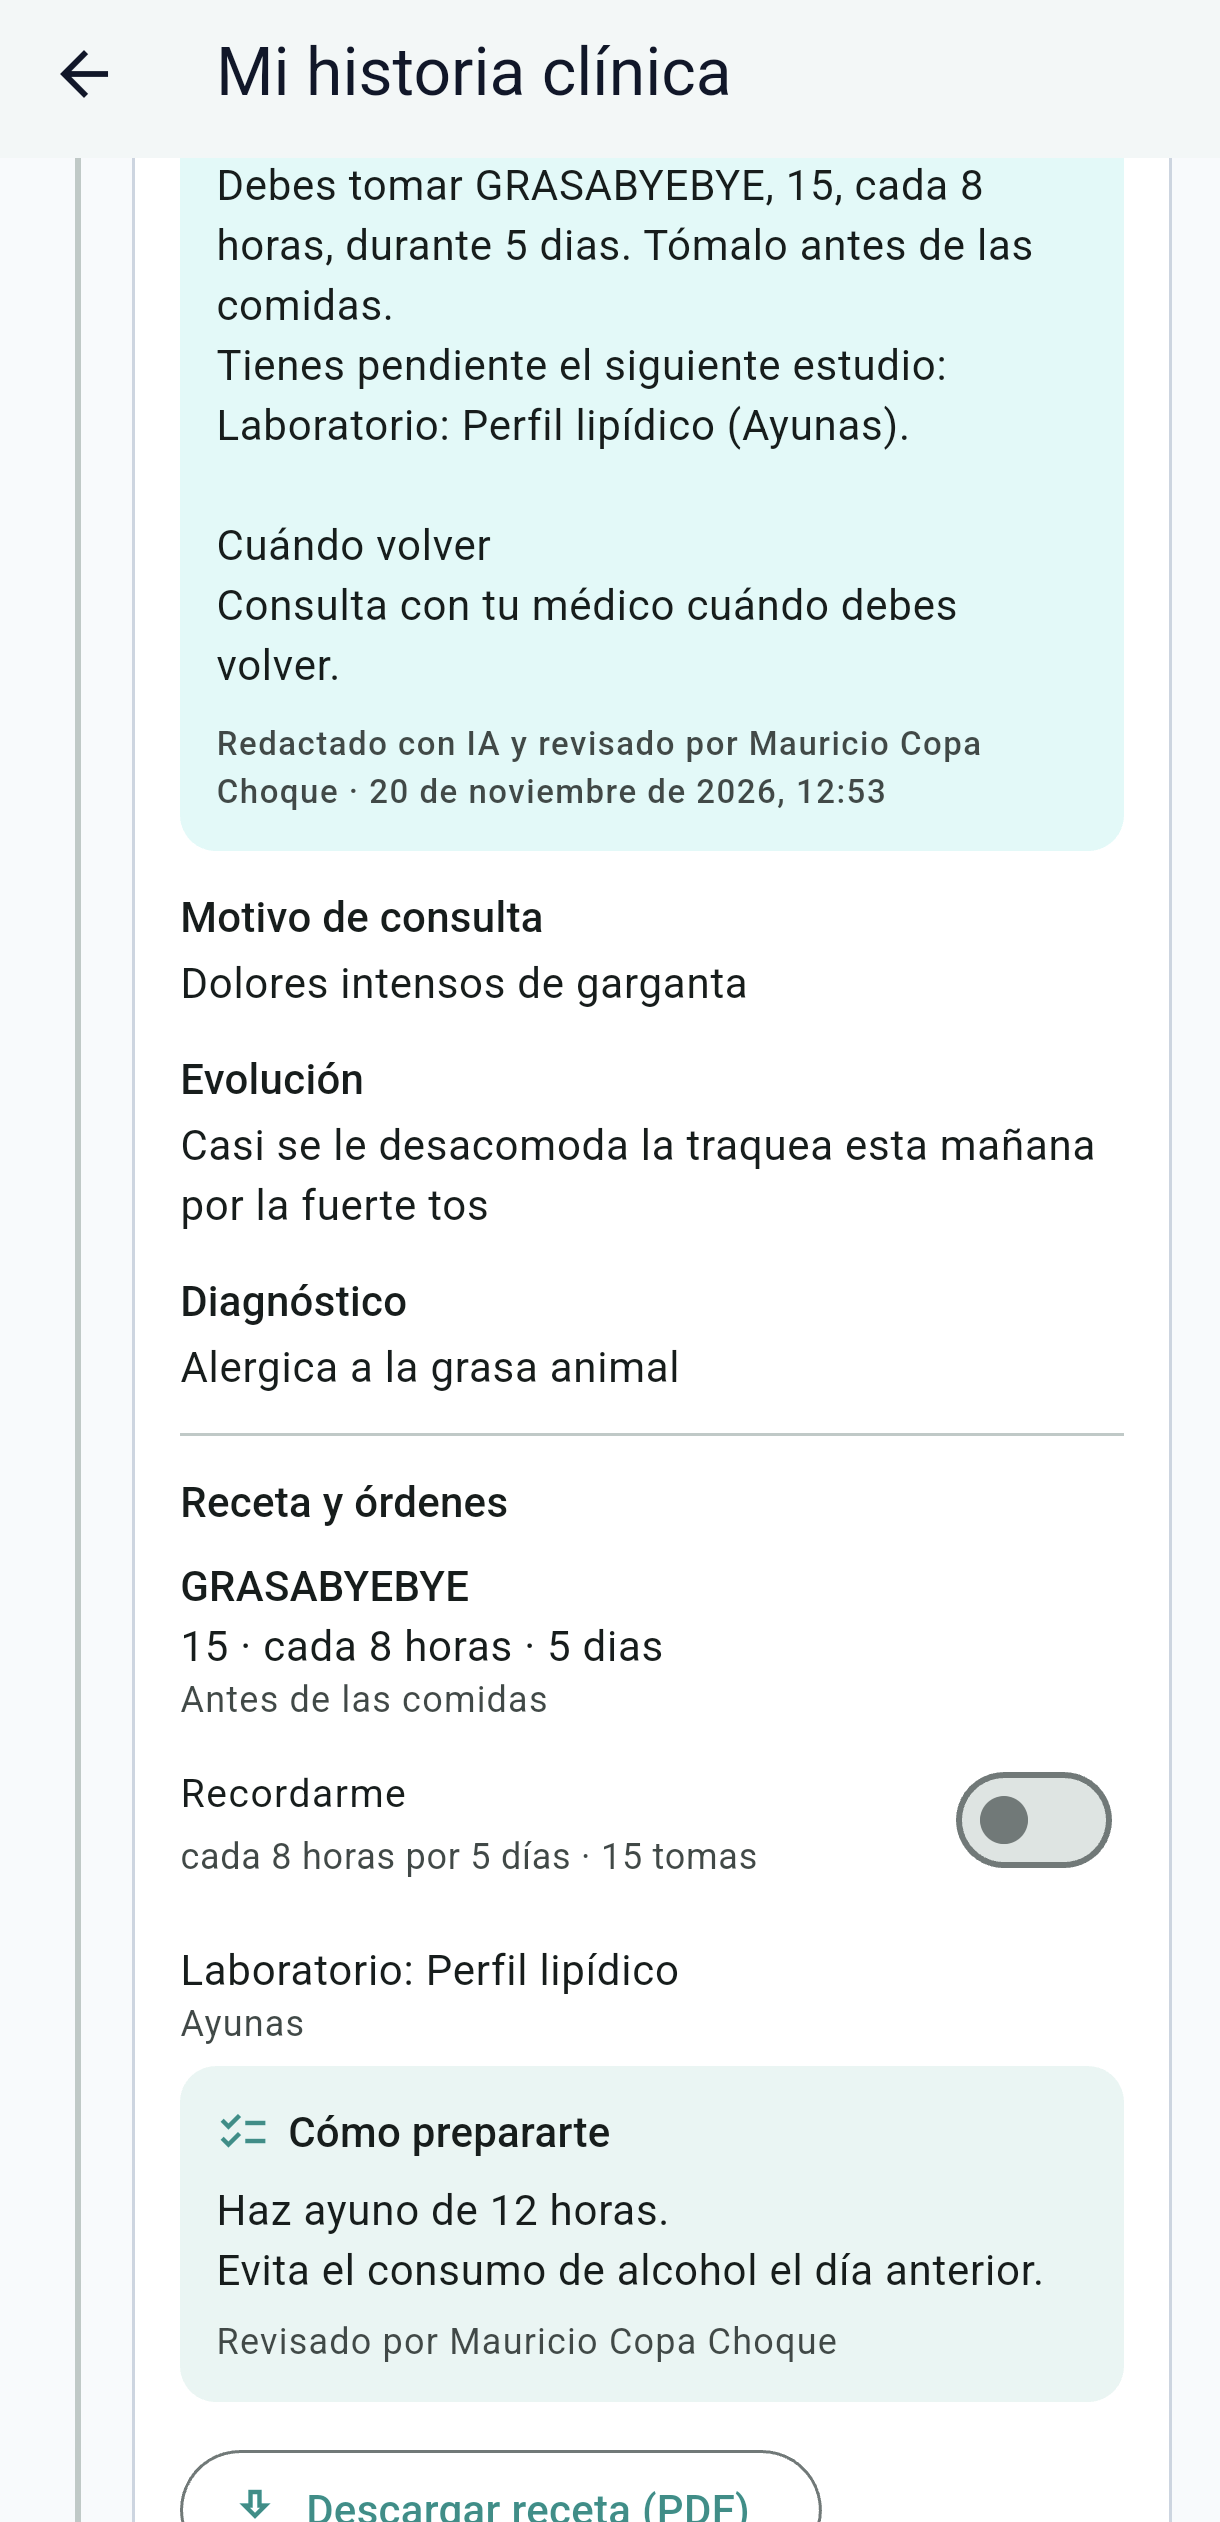 Mi historia clínica
Debes tomar GRASABYEBYE, 15, cada 8
horas, durante 5 dias. Tómalo antes de las
comidas.
Tienes pendiente el siguiente estudio:
Laboratorio: Perfil lipídico (Ayunas).
Cuándo volver
Consulta con tu médico cuándo debes
volver.
Redactado con IA y revisado por Mauricio Copa
Choque · 20 de noviembre de 2026, 12:53
Motivo de consulta
Dolores intensos de garganta
Evolución
Casi se le desacomoda la traquea esta mañana
por la fuerte tos
Diagnóstico
Alergica a la grasa animal
Receta y órdenes
GRASABYEBYE
15 · cada 8 horas · 5 dias
Antes de las comidas
Recordarme
cada 8 horas por 5 días · 15 tomas
Laboratorio: Perfil lipídico
Ayunas
Cómo prepararte
Haz ayuno de 12 horas.
Evita el consumo de alcohol el día anterior.
Revisado por Mauricio Copa Choque
Descargar receta (PDF)